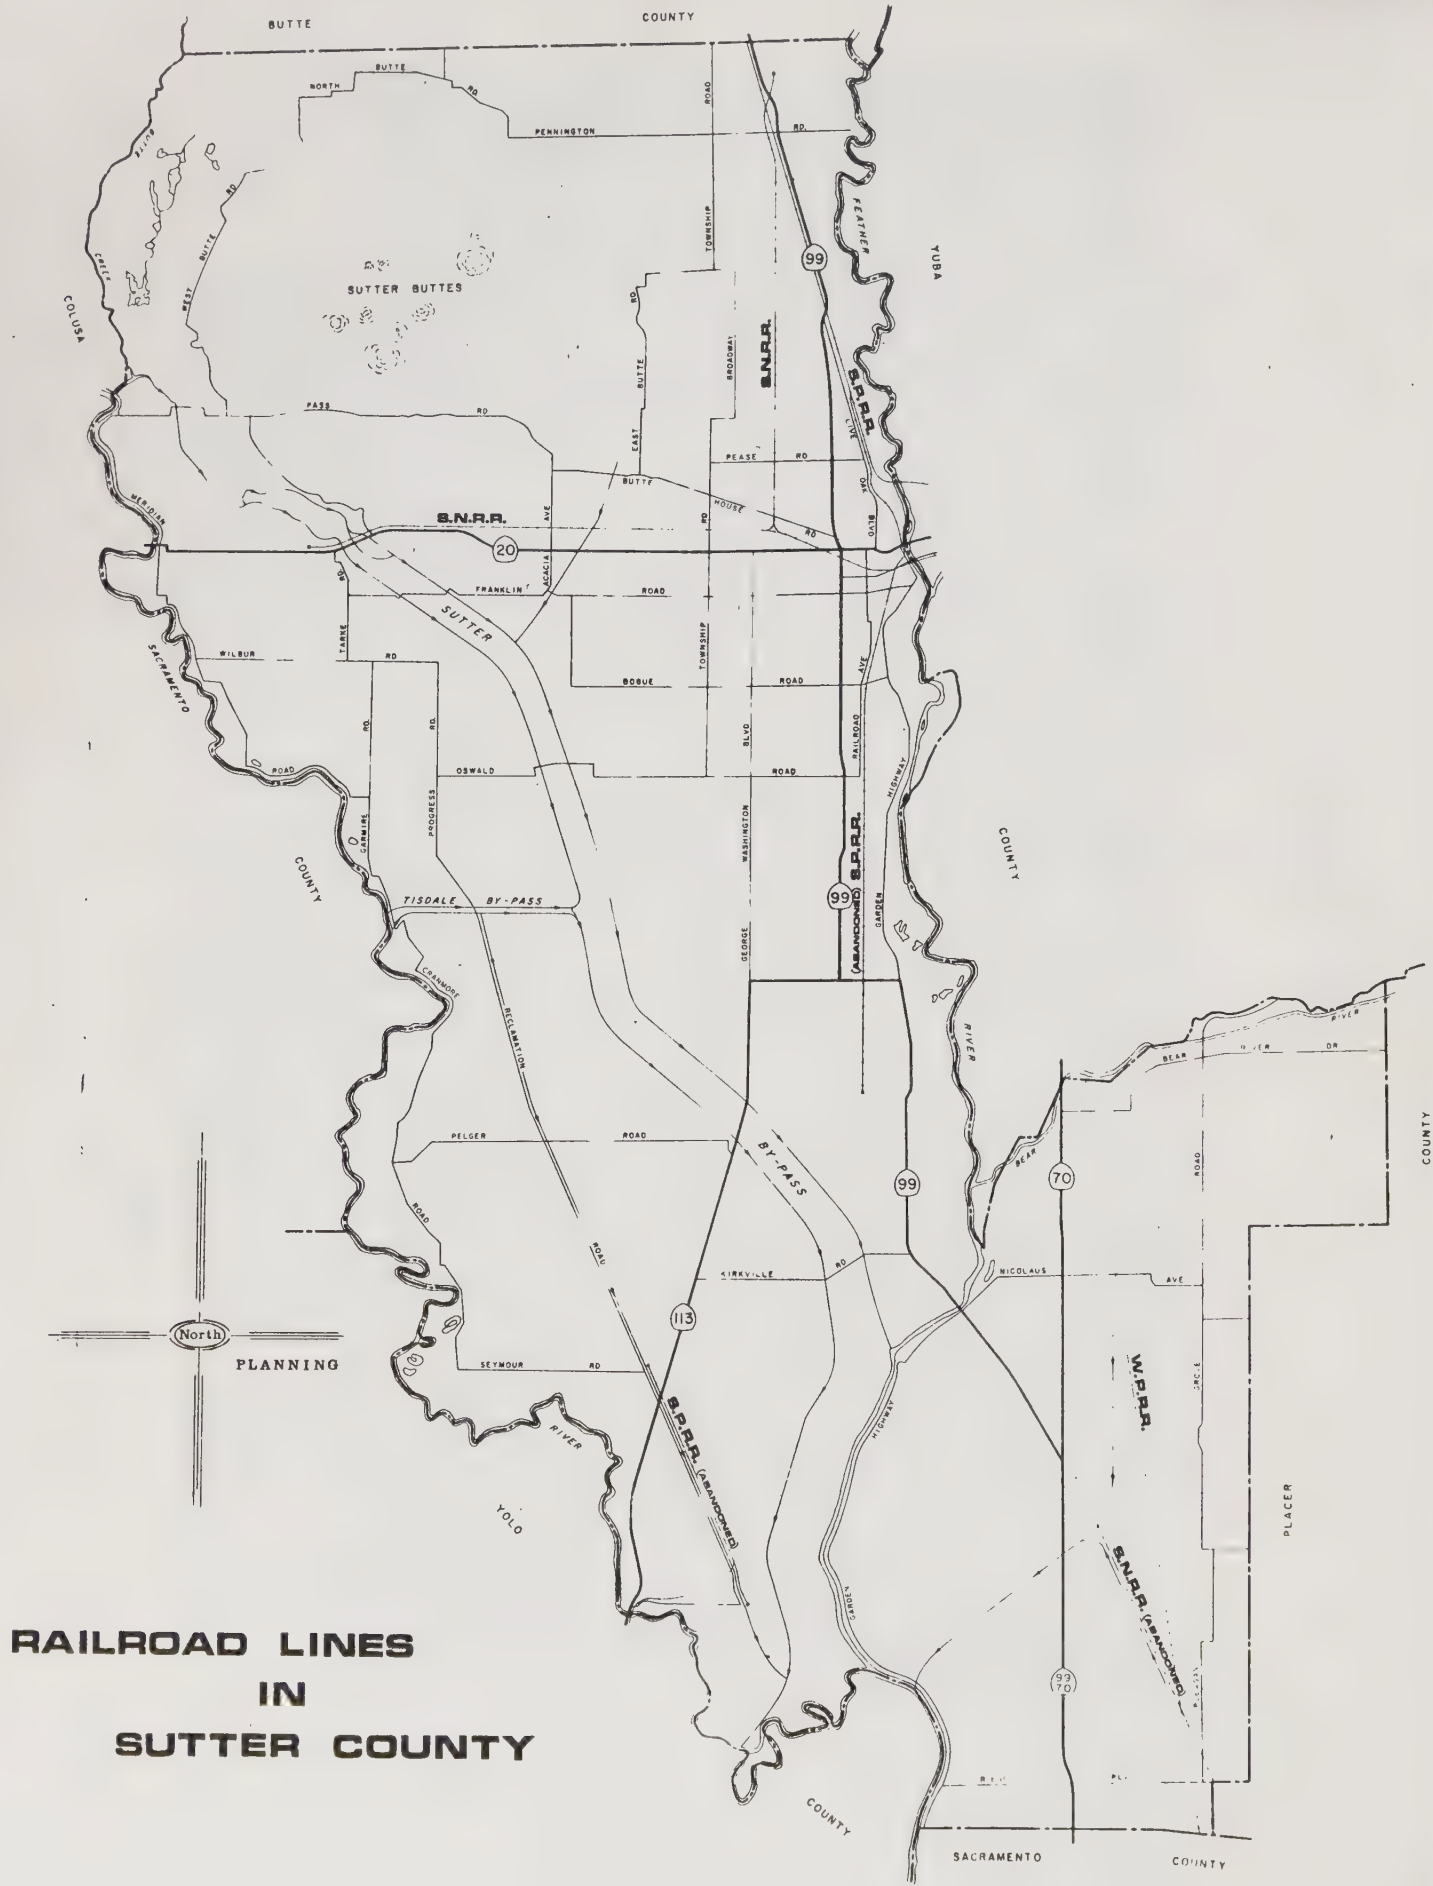 BUTTE COUNTY
BUTTE
NORTH
RD.
ROAD
PENNINGTON RD.
BUTTE
CREEK
WEST BUTTE RD
FEATHER
YUBA
TOWNSHIP
99
SUTTER BUTTES
COLUSA
RD
EAST BUTTE
BROADWAY
S.N.R.R.
S.P.R.R.
LIVE OAK BLVD
PASS RD
PEASE RD
BUTTE HOUSE RD
MERIDIAN
S.N.R.R.
AVE
RD
20
RD.
ACACIA
FRANKLIN ROAD
SUTTER
TARKE
SACRAMENTO
WILBUR RD
TOWNSHIP
AVE
BOGUE ROAD
RD.
RD.
BLVD
RAILROAD
ROAD
OSWALD ROAD
HIGHWAY
GARMIRE
PROGRESS
WASHINGTON
COUNTY
COUNTY
(ABANDONED) S.P.R.R.
99
GARDEN
TISDALE BY-PASS
GEORGE
CRANMORE
RECLAMATION
RIVER
RIVER
BEAR RIVER DR
PELGER ROAD
BY-PASS
BEAR
ROAD
COUNTY
70
99
ROAD
ROAD
KIRKVILLE RD
NICOLAUS AVE
113
North
PLANNING
SEYMOUR RD
W.P.R.R.
S.P.R.R. (ABANDONED)
HIGHWAY
RIVER
YOLO
PLACER
S.N.R.R. (ABANDONED)
GARDEN
RAILROAD LINES
IN
SUTTER COUNTY
99
70
COUNTY
SACRAMENTO COUNTY